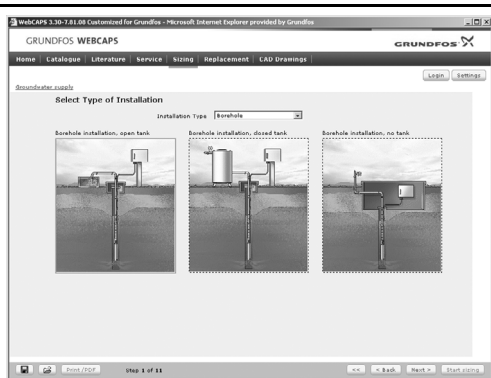 WebCAPS 3.30-7.81.08 Customized for Grundfos - Microsoft Internet Explorer provided by Grundfos
GRUNDFOS WEBCAPS
GRUNDFOS
Home | Catalogue | Literature | Service | Sizing | Replacement | CAD Drawings
Login Settings
Groundwater supply
Select Type of Installation
Installation Type Borehole
Borehole installation, open tank
Borehole installation, closed tank
Borehole installation, no tank
Print/PDF Step 1 of 11 << < Back Next > Start sizing